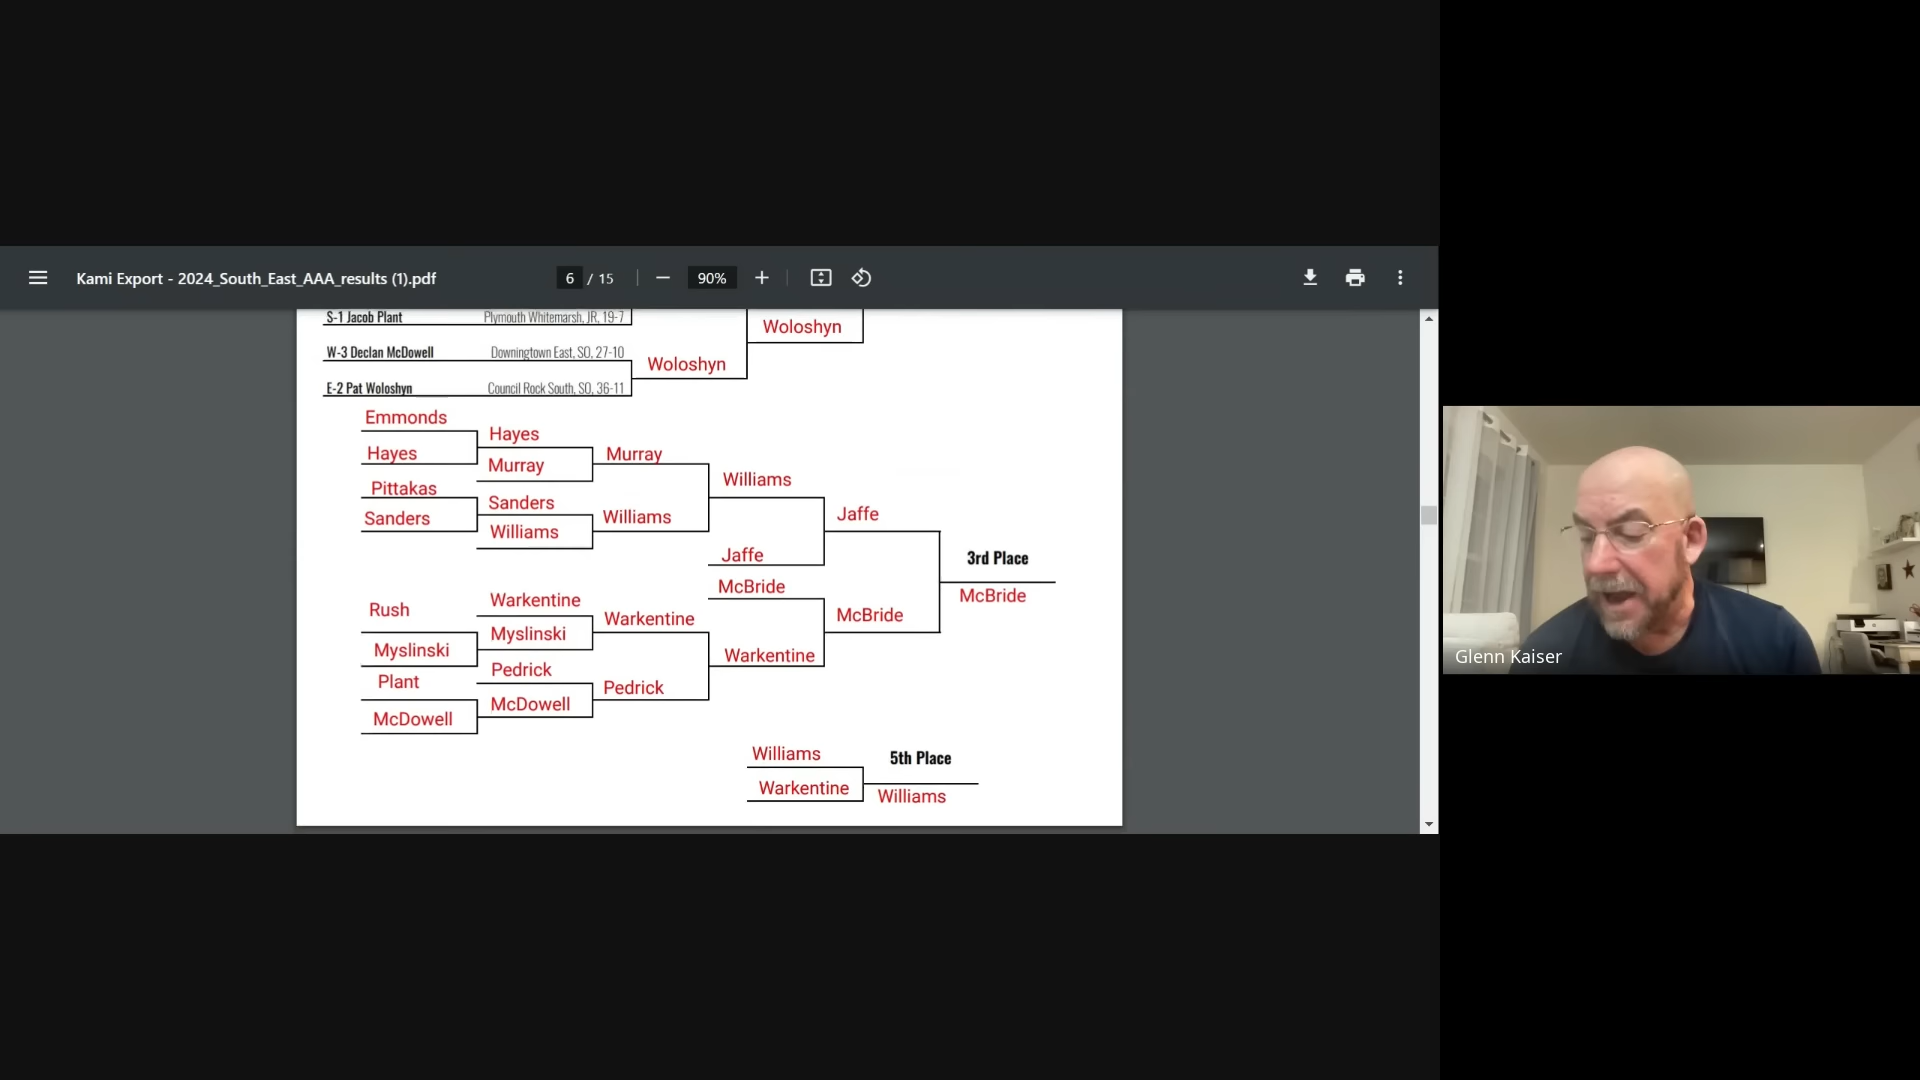 Kami Export - 2024_South_East_AAA_results (1).pdf 6 / 15 90%
S-1 Jacob Plant Plymouth Whitemarsh, JR, 19-7
Woloshyn
W-3 Declan McDowell Downingtown East, SO, 27-10
Woloshyn
E-2 Pat Woloshyn Council Rock South, SO, 36-11
Emmonds
Hayes
Hayes
Murray
Murray
Williams
Pittakas
Sanders
Sanders
Williams
Williams
Jaffe
Jaffe
3rd Place
McBride
McBride
Rush
Warkentine
Warkentine
McBride
Myslinski
Myslinski
Warkentine
Plant
Pedrick
Pedrick
McDowell
McDowell
Williams
5th Place
Warkentine
Williams
Glenn Kaiser